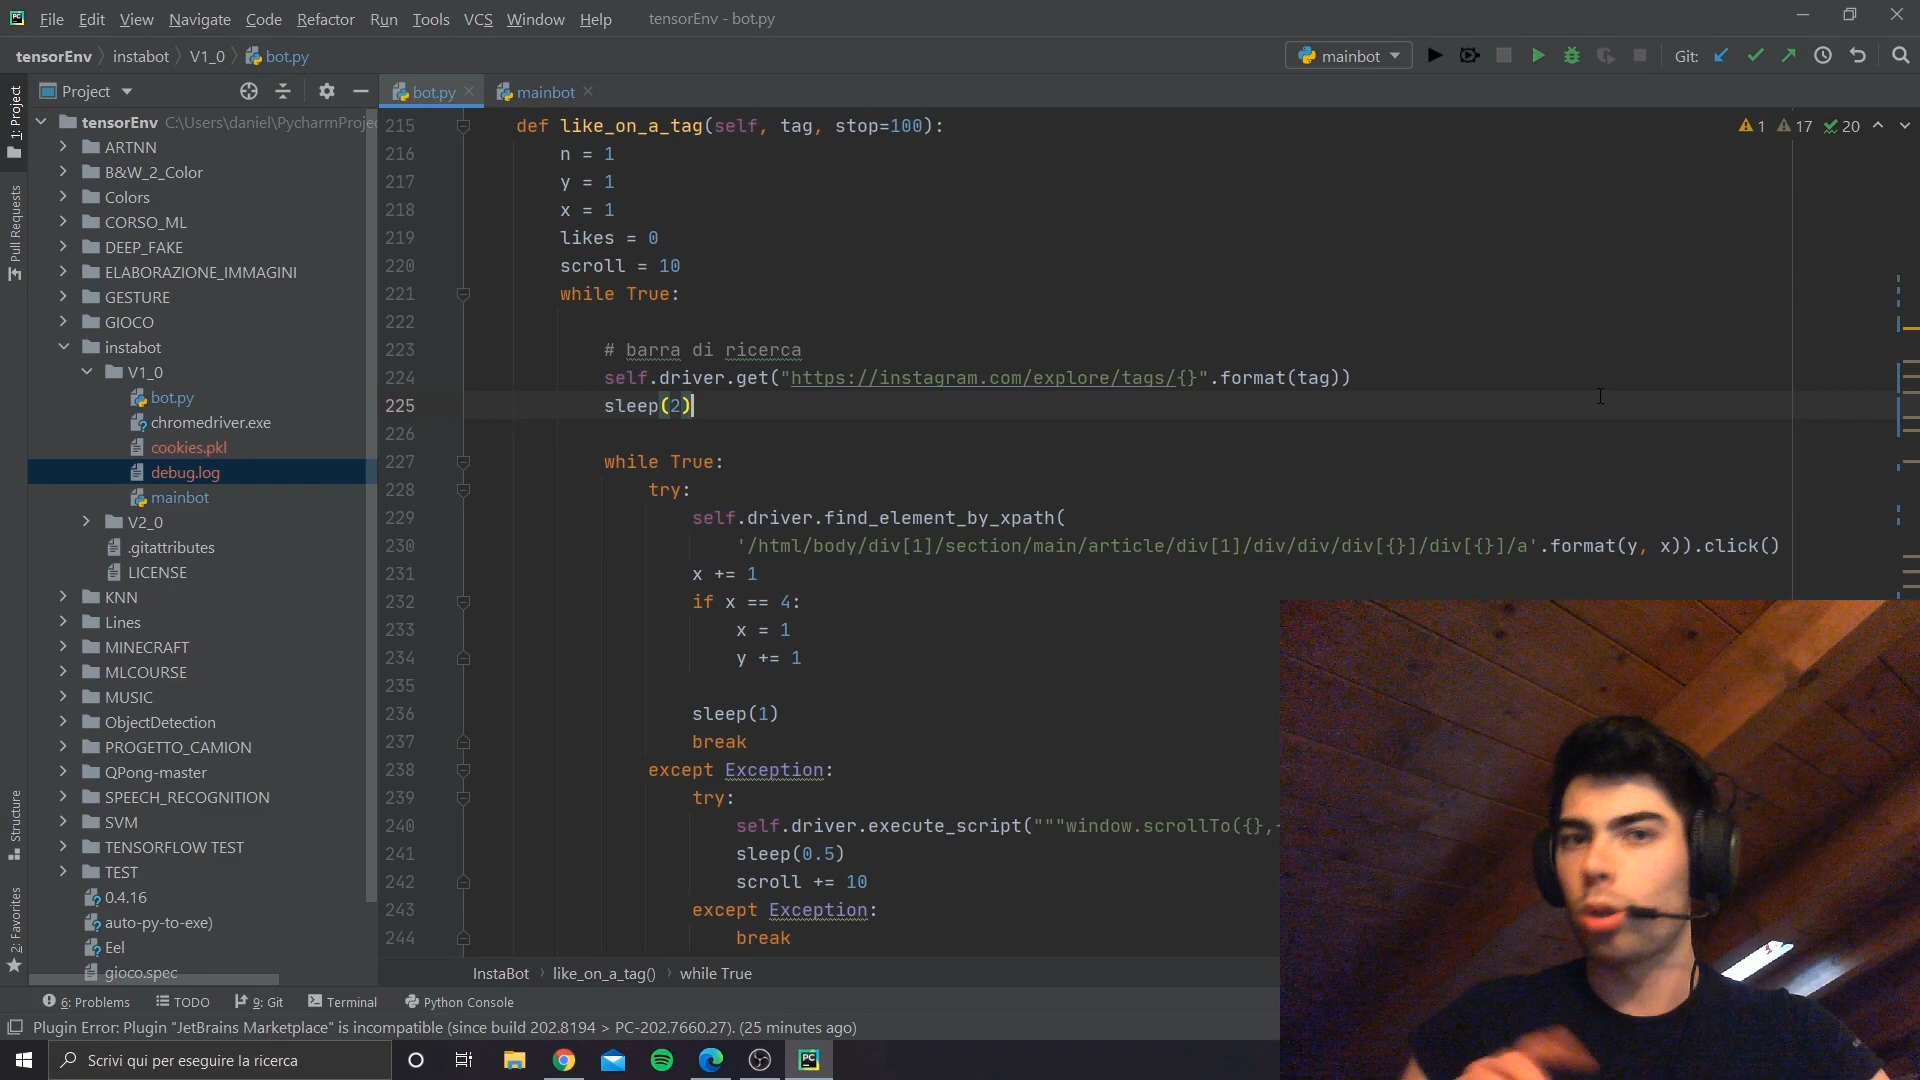 File Edit View Navigate Code Refactor Run Tools VCS Window Help tensorEnv - bot.py
tensorEnv instabot V1_0 bot.py mainbot Git:
1: Project
Pull Requests
Structure
2: Favorites
Project
bot.py mainbot
tensorEnv C:\Users\daniel\PycharmProje
ARTNN
B&W_2_Color
Colors
CORSO_ML
DEEP_FAKE
ELABORAZIONE_IMMAGINI
GESTURE
GIOCO
instabot
V1_0
bot.py
chromedriver.exe
cookies.pkl
debug.log
mainbot
V2_0
.gitattributes
LICENSE
KNN
Lines
MINECRAFT
MLCOURSE
MUSIC
ObjectDetection
PROGETTO_CAMION
QPong-master
SPEECH_RECOGNITION
SVM
TENSORFLOW TEST
TEST
0.4.16
auto-py-to-exe)
Eel
gioco.spec
1 17 20
215 def like_on_a_tag(self, tag, stop=100):
216 n = 1
217 y = 1
218 x = 1
219 likes = 0
220 scroll = 10
221 while True:
222
223 # barra di ricerca
224 self.driver.get("https://instagram.com/explore/tags/{}".format(tag))
225 sleep(2)
226
227 while True:
228 try:
229 self.driver.find_element_by_xpath(
230 '/html/body/div[1]/section/main/article/div[1]/div/div/div[{}]/div[{}]/a'.format(y, x)).click()
231 x += 1
232 if x == 4:
233 x = 1
234 y += 1
235
236 sleep(1)
237 break
238 except Exception:
239 try:
240 self.driver.execute_script("""window.scrollTo({},
241 sleep(0.5)
242 scroll += 10
243 except Exception:
244 break
InstaBot like_on_a_tag() while True
6: Problems TODO 9: Git Terminal Python Console
Plugin Error: Plugin "JetBrains Marketplace" is incompatible (since build 202.8194 > PC-202.7660.27). (25 minutes ago)
Scrivi qui per eseguire la ricerca